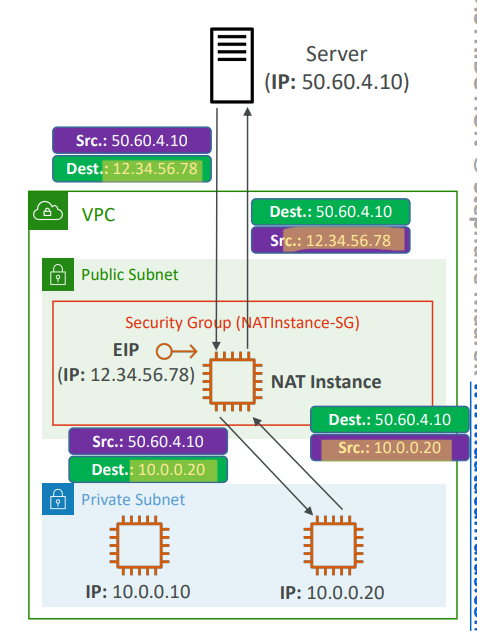 Server
(IP: 50.60.4.10)
Src.: 50.60.4.10
Dest.: 12.34.56.78
VPC
Dest.: 50.60.4.10
Src.: 12.34.56.78
Public Subnet
Security Group (NATInstance-SG)
EIP
(IP: 12.34.56.78)
NAT Instance
Dest.: 50.60.4.10
Src.: 10.0.0.20
Src.: 50.60.4.10
Dest.: 10.0.0.20
Private Subnet
IP: 10.0.0.10
IP: 10.0.0.20